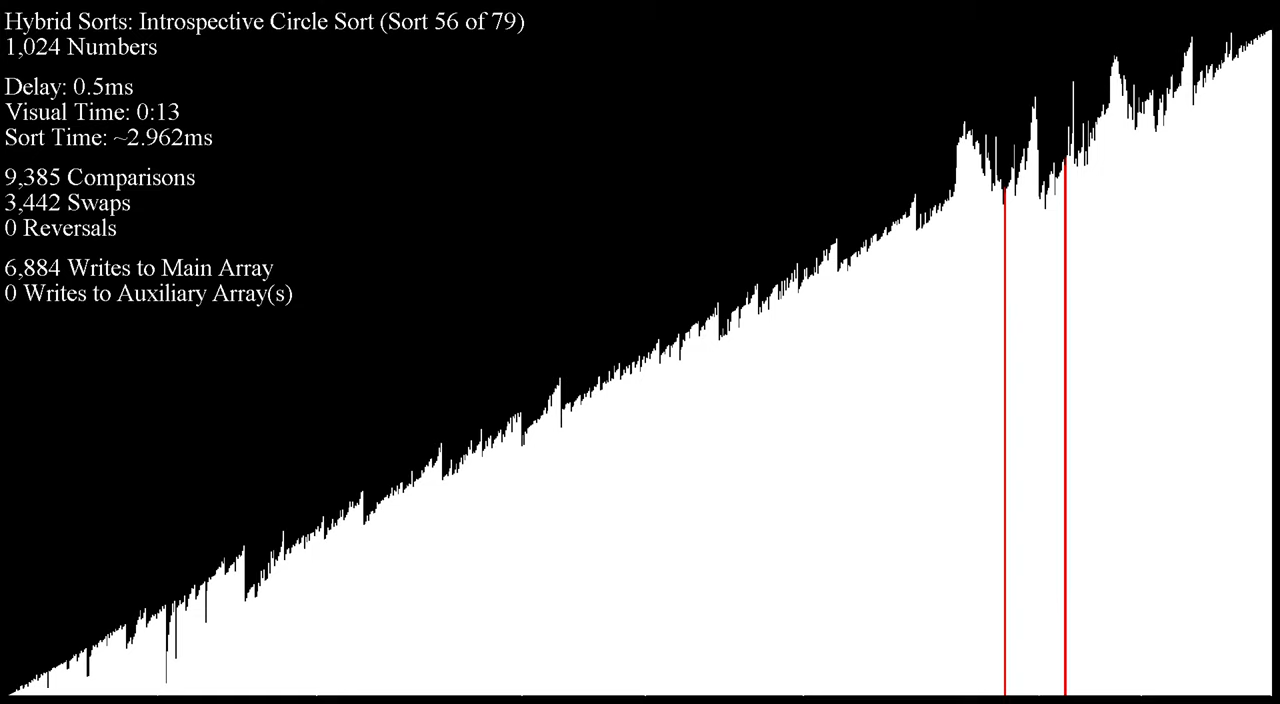 Hybrid Sorts: Introspective Circle Sort (Sort 56 of 79)
1,024 Numbers
Delay: 0.5ms
Visual Time: 0:13
Sort Time: ~2.962ms
9,385 Comparisons
3,442 Swaps
0 Reversals
6,884 Writes to Main Array
0 Writes to Auxiliary Array(s)